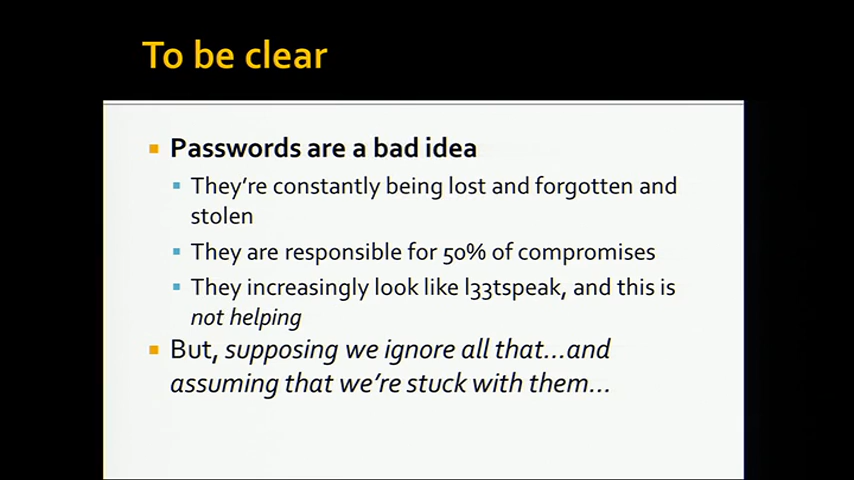 To be clear
Passwords are a bad idea
They're constantly being lost and forgotten and
stolen
They are responsible for 50% of compromises
They increasingly look like l33tspeak, and this is
not helping
But, supposing we ignore all that...and
assuming that we're stuck with them...